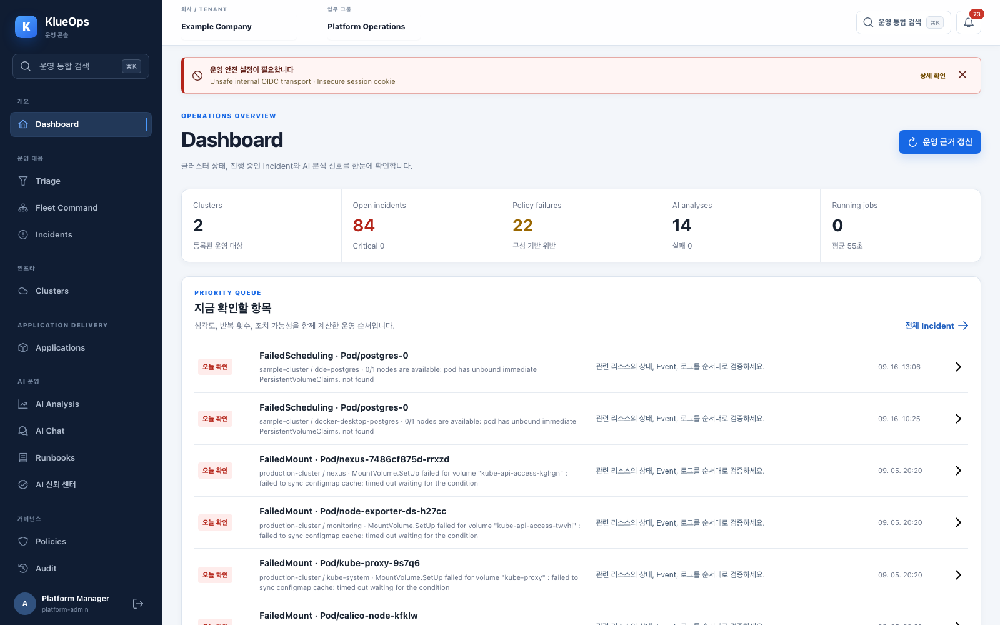 K
KlueOps
운영 콘솔
운영 통합 검색
⌘K
개요
Dashboard
운영 대응
Triage
Fleet Command
Incidents
인프라
Clusters
APPLICATION DELIVERY
Applications
AI 운영
AI Analysis
AI Chat
Runbooks
AI 신뢰 센터
거버넌스
Policies
Audit
A
Platform Manager
platform-admin
회사 / TENANT
Example Company
업무 그룹
Platform Operations
운영 통합 검색 ⌘K
73
운영 안전 설정이 필요합니다
Unsafe internal OIDC transport · Insecure session cookie
상세 확인
OPERATIONS OVERVIEW
Dashboard
클러스터 상태, 진행 중인 Incident와 AI 분석 신호를 한눈에 확인합니다.
운영 근거 갱신
Clusters
2
등록된 운영 대상
Open incidents
84
Critical 0
Policy failures
22
구성 기반 위반
AI analyses
14
실패 0
Running jobs
0
평균 55초
PRIORITY QUEUE
지금 확인할 항목
심각도, 반복 횟수, 조치 가능성을 함께 계산한 운영 순서입니다.
전체 Incident
오늘 확인
FailedScheduling · Pod/postgres-0
sample-cluster / dde-postgres · 0/1 nodes are available: pod has unbound immediate
PersistentVolumeClaims. not found
관련 리소스의 상태, Event, 로그를 순서대로 검증하세요.
09. 16. 13:06
오늘 확인
FailedScheduling · Pod/postgres-0
sample-cluster / docker-desktop-postgres · 0/1 nodes are available: pod has unbound immediate
PersistentVolumeClaims. not found
관련 리소스의 상태, Event, 로그를 순서대로 검증하세요.
09. 16. 10:25
오늘 확인
FailedMount · Pod/nexus-7486cf875d-rrxzd
production-cluster / nexus · MountVolume.SetUp failed for volume "kube-api-access-kghgn" :
failed to sync configmap cache: timed out waiting for the condition
관련 리소스의 상태, Event, 로그를 순서대로 검증하세요.
09. 05. 20:20
오늘 확인
FailedMount · Pod/node-exporter-ds-h27cc
production-cluster / monitoring · MountVolume.SetUp failed for volume "kube-api-access-twvhj" :
failed to sync configmap cache: timed out waiting for the condition
관련 리소스의 상태, Event, 로그를 순서대로 검증하세요.
09. 05. 20:20
오늘 확인
FailedMount · Pod/kube-proxy-9s7q6
production-cluster / kube-system · MountVolume.SetUp failed for volume "kube-proxy" : failed to
sync configmap cache: timed out waiting for the condition
관련 리소스의 상태, Event, 로그를 순서대로 검증하세요.
09. 05. 20:20
FailedMount · Pod/calico-node-kfklw